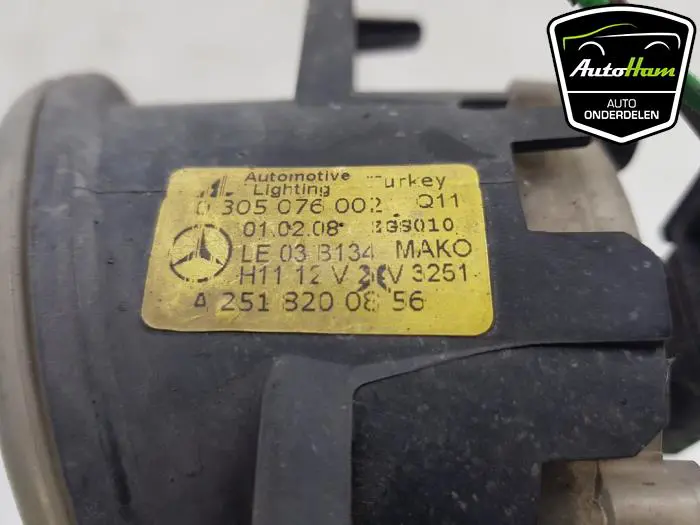 AutoHam
AUTO
ONDERDELEN
AL Automotive Lighting Turkey
0 305 076 002 Q11
01.02.08
LE 03 B134 MAKO
H11 12 V V 3251
A 251 820 08 56